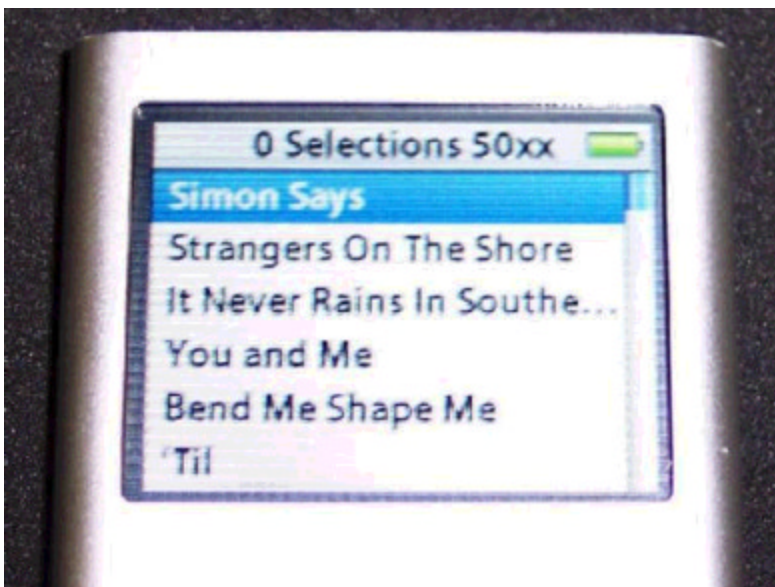 0 Selections 50xx
Simon Says
Strangers On The Shore
It Never Rains In Southe...
You and Me
Bend Me Shape Me
'Til